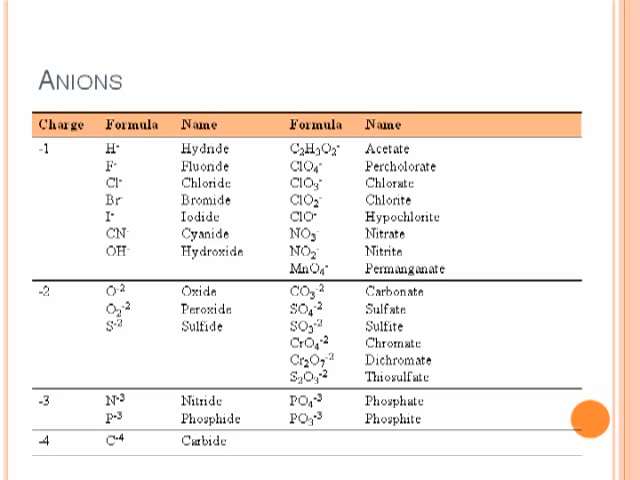 ANIONS
Charge Formula Name Formula Name
-1 H- Hydride C2H3O2- Acetate
F- Fluoride ClO4- Percholorate
Cl- Chloride ClO3- Chlorate
Br- Bromide ClO2- Chlorite
I- Iodide ClO- Hypochlorite
CN- Cyanide NO3- Nitrate
OH- Hydroxide NO2- Nitrite
MnO4- Permanganate
-2 O-2 Oxide CO3-2 Carbonate
O2-2 Peroxide SO4-2 Sulfate
S-2 Sulfide SO3-2 Sulfite
CrO4-2 Chromate
Cr2O7-2 Dichromate
S2O3-2 Thiosulfate
-3 N-3 Nitride PO4-3 Phosphate
P-3 Phosphide PO3-3 Phosphite
-4 C-4 Carbide